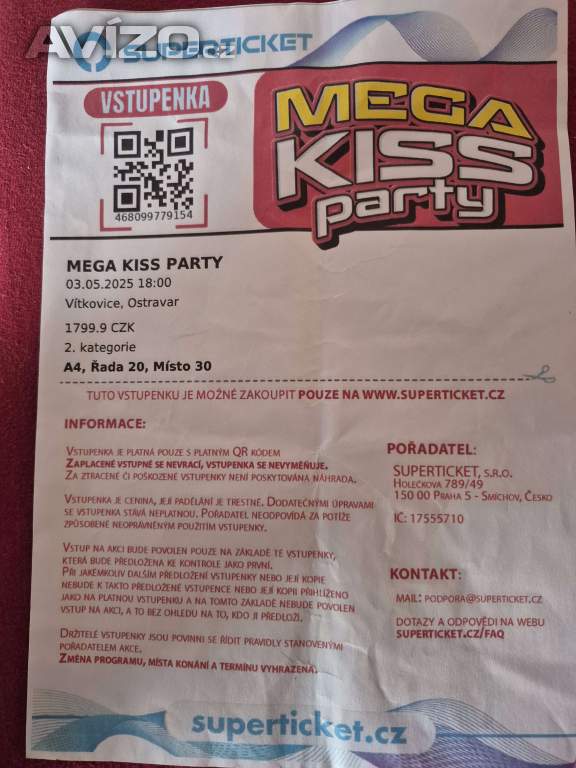 AVÍZO.cz
SUPERTICKET
VSTUPENKA
468099779154
MEGA
KISS
party
MEGA KISS PARTY
03.05.2025 18:00
Vítkovice, Ostravar
1799.9 CZK
2. kategorie
A4, Řada 20, Místo 30
TUTO VSTUPENKU JE MOŽNÉ ZAKOUPIT POUZE NA WWW.SUPERTICKET.CZ
INFORMACE:
VSTUPENKA JE PLATNÁ POUZE S PLATNÝM QR KÓDEM
ZAPLACENÉ VSTUPNÉ SE NEVRACÍ, VSTUPENKA SE NEVYMĚŇUJE.
ZA ZTRACENÉ ČI POŠKOZENÉ VSTUPENKY NENÍ POSKYTOVÁNA NÁHRADA.
VSTUPENKA JE CENINA, JEJÍ PADĚLÁNÍ JE TRESTNÉ. DODATEČNÝMI ÚPRAVAMI
SE VSTUPENKA STÁVÁ NEPLATNOU. POŘADATEL NEODPOVÍDÁ ZA POTÍŽE
ZPŮSOBENÉ NEOPRÁVNĚNÝM POUŽITÍM VSTUPENKY.
VSTUP NA AKCI BUDE POVOLEN POUZE NA ZÁKLADĚ TÉ VSTUPENKY,
KTERÁ BUDE PŘEDLOŽENA KE KONTROLE JAKO PRVNÍ.
PŘI JAKÉMKOLIV DALŠÍM PŘEDLOŽENÍ VSTUPENKY NEBO JEJÍ KOPIE
NEBUDE K TAKTO PŘEDLOŽENÉ VSTUPENCE NEBO JEJÍ KOPII PŘIHLÍŽENO
JAKO NA PLATNOU VSTUPENKU A NA TOMTO ZÁKLADĚ NEBUDE POVOLEN
VSTUP NA AKCI, A TO BEZ OHLEDU NA TO, KDO JI PŘEDLOŽÍ.
DRŽITELÉ VSTUPENKY JSOU POVINNI SE ŘÍDIT PRAVIDLY STANOVENÝMI
POŘADATELEM AKCE.
ZMĚNA PROGRAMU, MÍSTA KONÁNÍ A TERMÍNU VYHRAZENA.
POŘADATEL:
SUPERTICKET, S.R.O.
HOLEČKOVA 789/49
150 00 PRAHA 5 - SMÍCHOV, ČESKO
IČ: 17555710
KONTAKT:
MAIL: PODPORA@SUPERTICKET.CZ
DOTAZY A ODPOVĚDI NA WEBU
SUPERTICKET.CZ/FAQ
superticket.cz